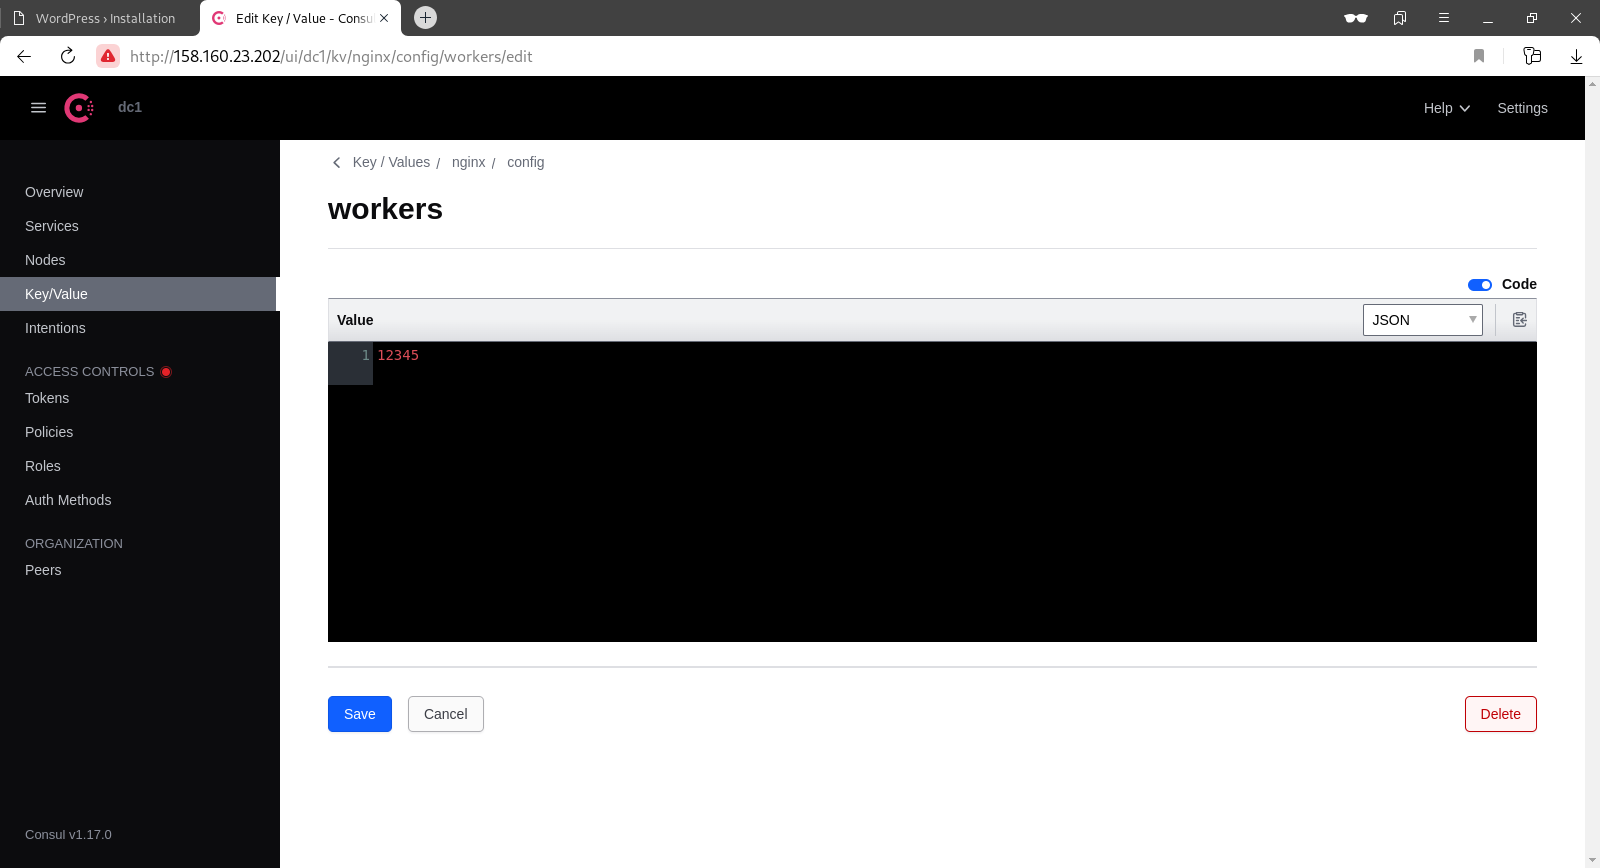 WordPress › Installation
Edit Key / Value - Consu
http://158.160.23.202/ui/dc1/kv/nginx/config/workers/edit
dc1
Help
Settings
Overview
Services
Nodes
Key/Value
Intentions
ACCESS CONTROLS
Tokens
Policies
Roles
Auth Methods
ORGANIZATION
Peers
Consul v1.17.0
Key / Values / nginx / config
workers
Code
Value
JSON
1 12345
Save
Cancel
Delete